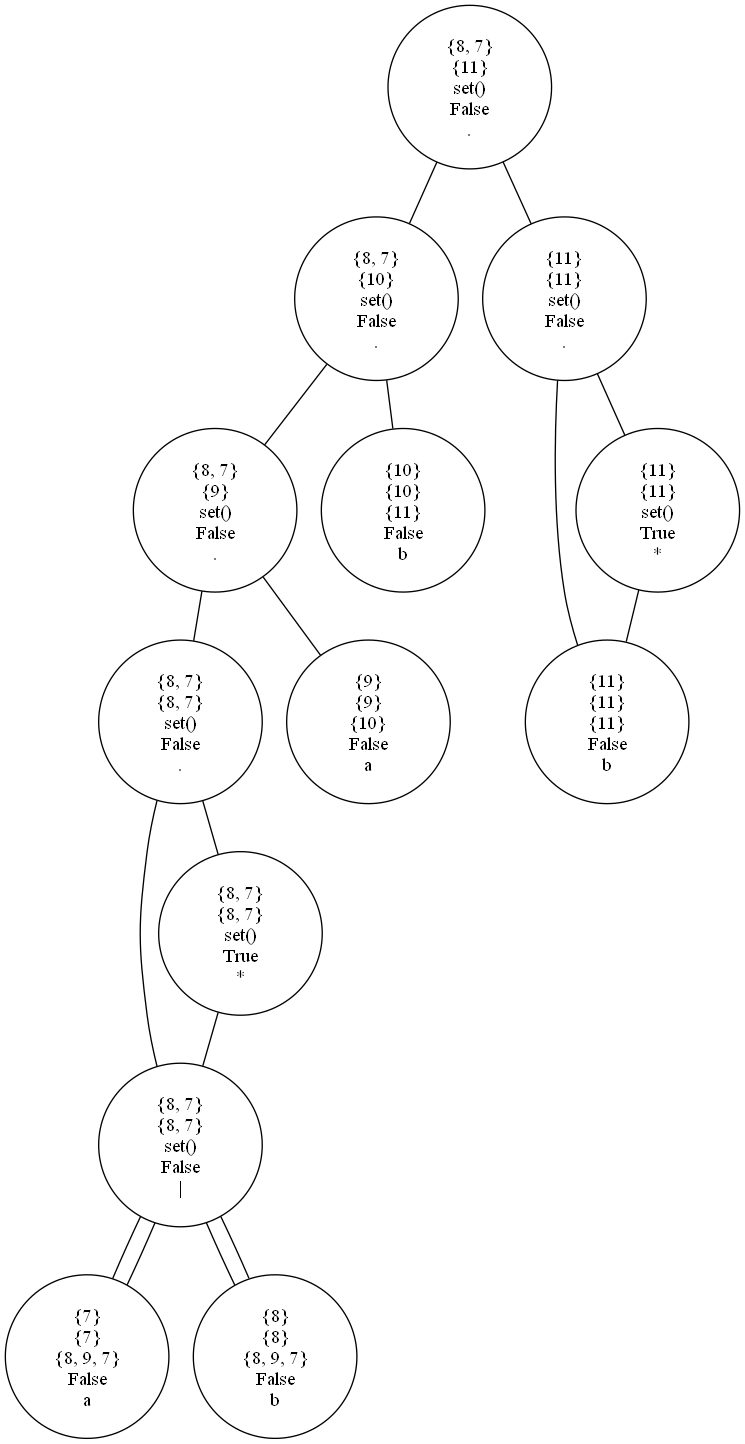 {8, 7}
{11}
set()
False
.
{8, 7}
{10}
set()
False
.
{11}
{11}
set()
False
.
{8, 7}
{9}
set()
False
.
{10}
{10}
{11}
False
b
{11}
{11}
set()
True
*
{8, 7}
{8, 7}
set()
False
.
{9}
{9}
{10}
False
a
{11}
{11}
{11}
False
b
{8, 7}
{8, 7}
set()
True
*
{8, 7}
{8, 7}
set()
False
|
{7}
{7}
{8, 9, 7}
False
a
{8}
{8}
{8, 9, 7}
False
b